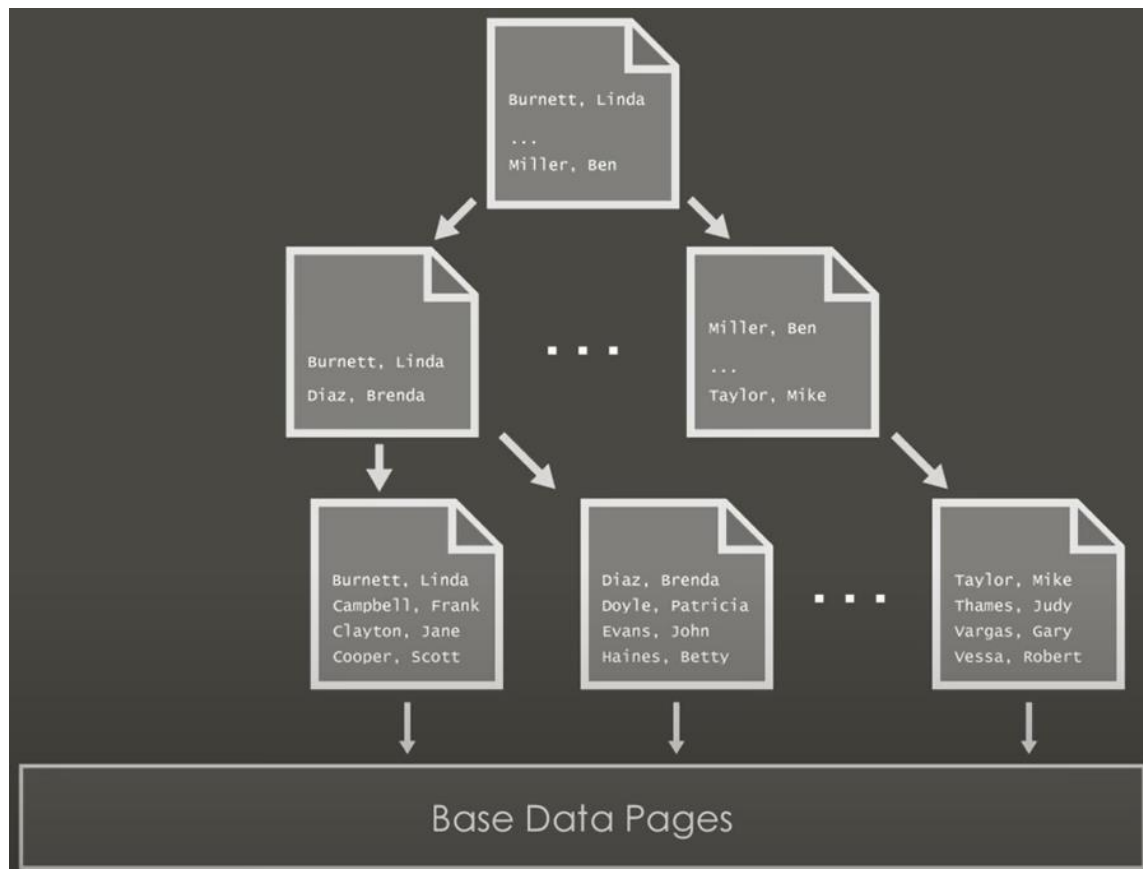 Burnett, Linda
...
Miller, Ben
Burnett, Linda
Diaz, Brenda
...
Miller, Ben
...
Taylor, Mike
Burnett, Linda
Campbell, Frank
Clayton, Jane
Cooper, Scott
Diaz, Brenda
Doyle, Patricia
Evans, John
Haines, Betty
...
Taylor, Mike
Thames, Judy
Vargas, Gary
Vessa, Robert
Base Data Pages